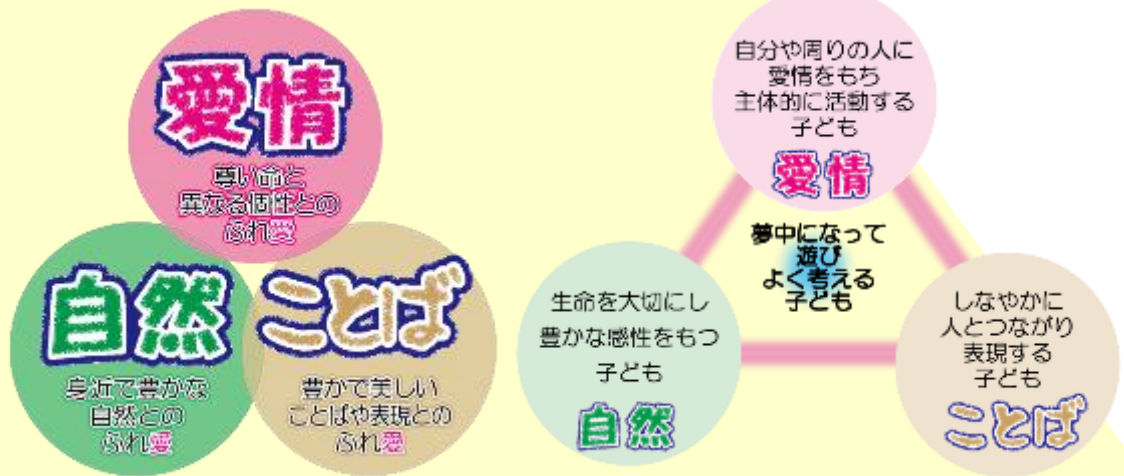 愛情
尊い命と
異なる個性との
ふれ愛
自然
身近で豊かな
自然との
ふれ愛
ことば
豊かで美しい
ことばや表現との
ふれ愛
自分や周りの人に
愛情をもち
主体的に活動する
子ども
愛情
夢中になって
遊び
よく考える
子ども
生命を大切にし
豊かな感性をもつ
子ども
自然
しなやかに
人とつながり
表現する
子ども
ことば